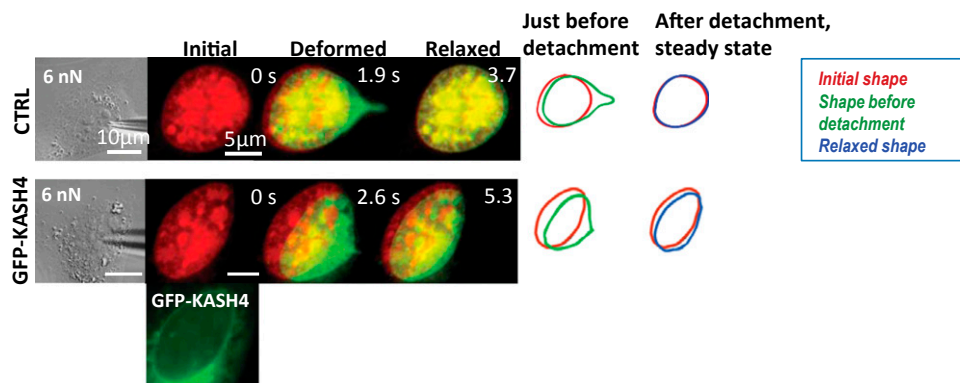 Just before
detachment
After detachment,
steady state
Initial
Deformed
Relaxed
CTRL
6 nN
10μm
0 s
5μm
1.9 s
3.7
Initial shape
Shape before
detachment
Relaxed shape
GFP-KASH4
6 nN
0 s
2.6 s
5.3
GFP-KASH4